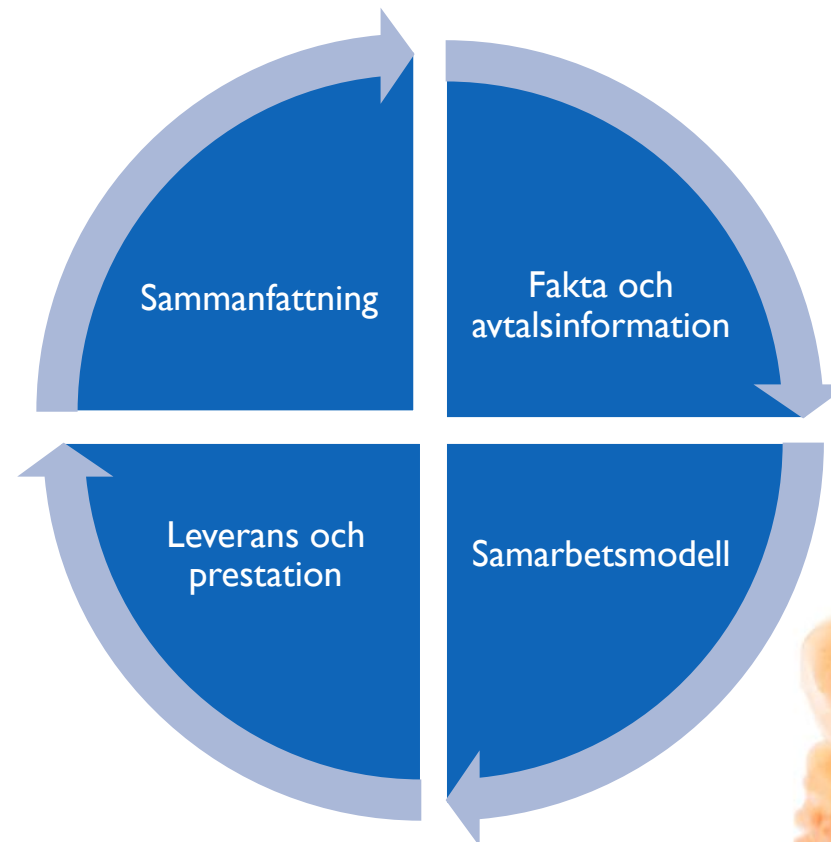 Sammanfattning
Fakta och
avtalsinformation
Leverans och
prestation
Samarbetsmodell